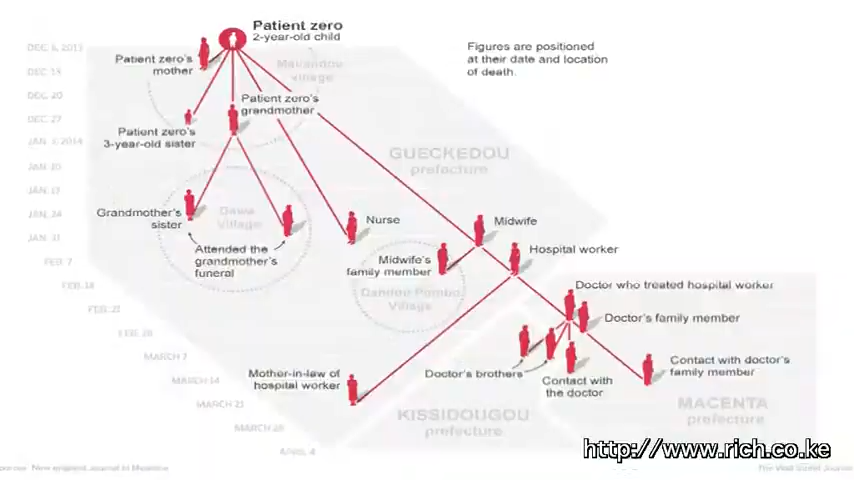 Patient zero
2-year-old child
Figures are positioned
at their date and location
of death.
DEC. 6, 2013
Patient zero's
mother
Meliandou
village
DEC. 13
DEC. 20
Patient zero's
grandmother
DEC. 27
Patient zero's
3-year-old sister
JAN. 3, 2014
GUECKEDOU
prefecture
JAN. 10
JAN. 17
JAN. 24
Grandmother's
sister
Dawa
Village
Nurse
Midwife
JAN. 31
Attended the
grandmother's
funeral
Midwife's
family member
Hospital worker
FEB. 7
FEB. 14
Dandou Pombo
Village
Doctor who treated hospital worker
FEB. 21
Doctor's family member
FEB. 28
MARCH 7
Mother-in-law of
hospital worker
Doctor's brothers
Contact with
the doctor
Contact with doctor's
family member
MARCH 14
MARCH 21
KISSIDOUGOU
prefecture
MACENTA
prefecture
MARCH 28
APRIL 4
http://www.rich.co.ke
New England Journal of Medicine
The Wall Street Journal